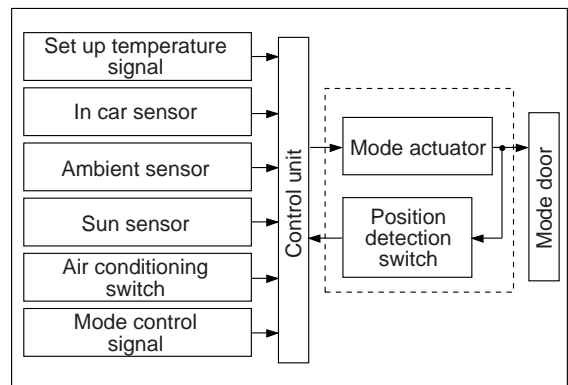 Set up temperature
signal
In car sensor
Ambient sensor
Sun sensor
Air conditioning
switch
Mode control
signal
Control unit
Mode actuator
Position
detection
switch
Mode door